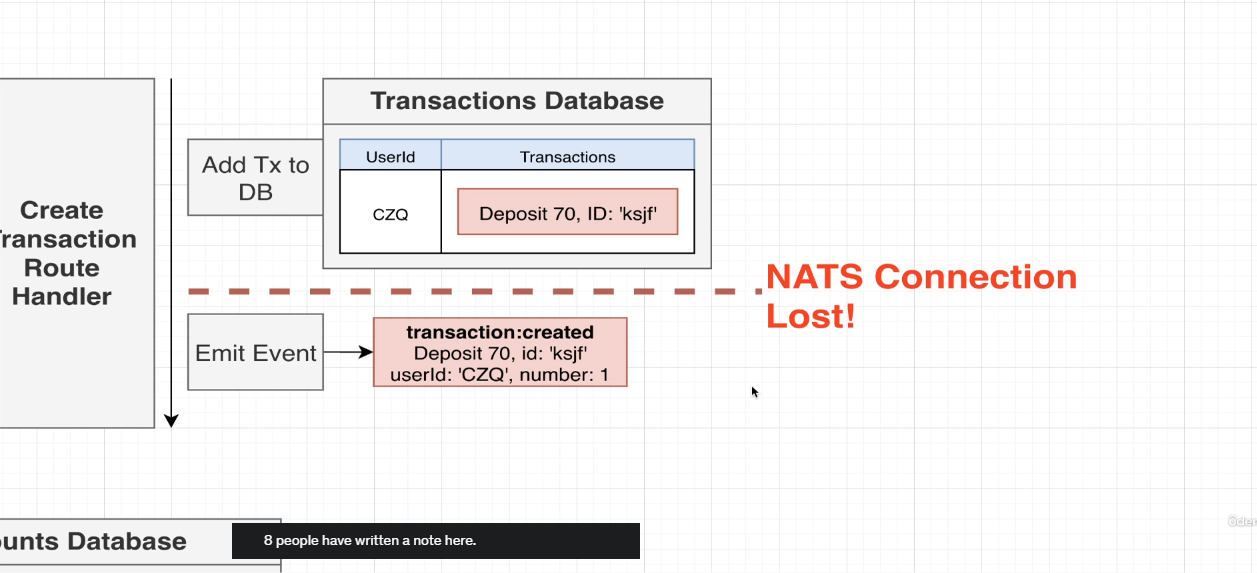 Transactions Database
UserId
Transactions
Add Tx to
DB
CZQ
Deposit 70, ID: 'ksjf'
Create
Transaction
Route
Handler
NATS Connection
Lost!
Emit Event
transaction:created
Deposit 70, id: 'ksjf'
userId: 'CZQ', number: 1
ounts Database
8 people have written a note here.